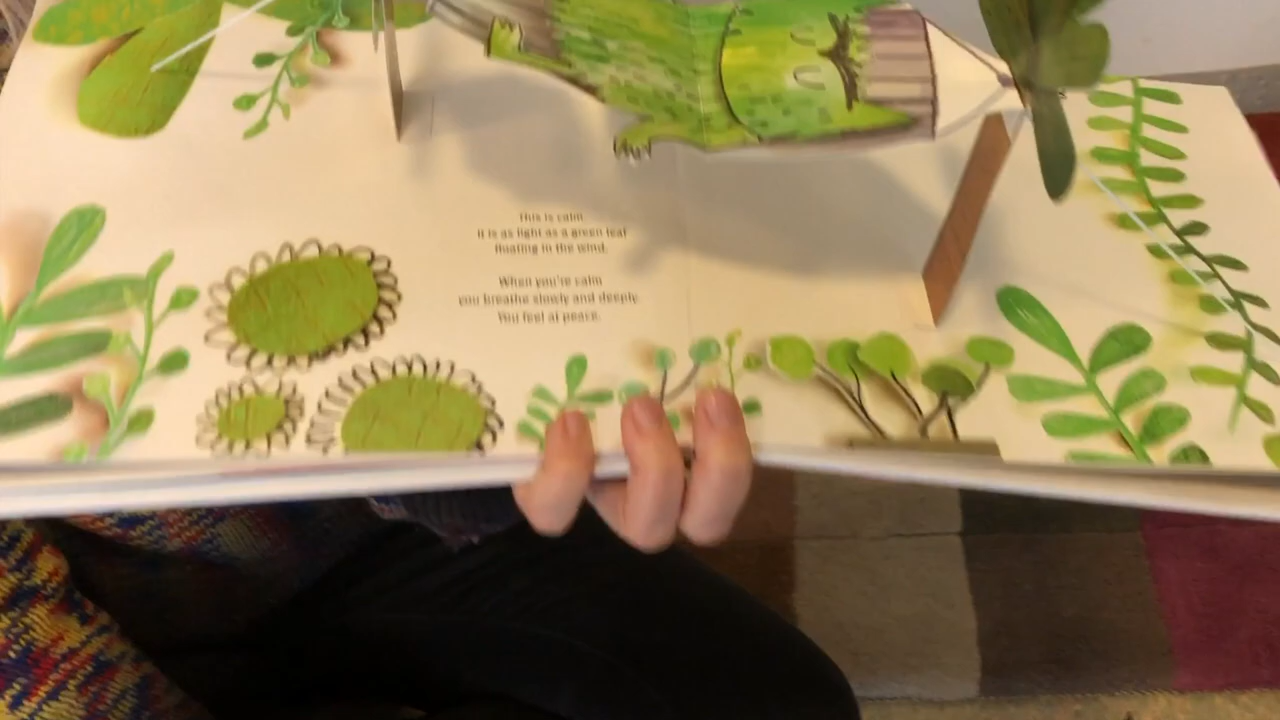 This is calm.
It is as light as a green leaf
floating in the wind.
When you're calm
you breathe slowly and deeply.
You feel at peace.